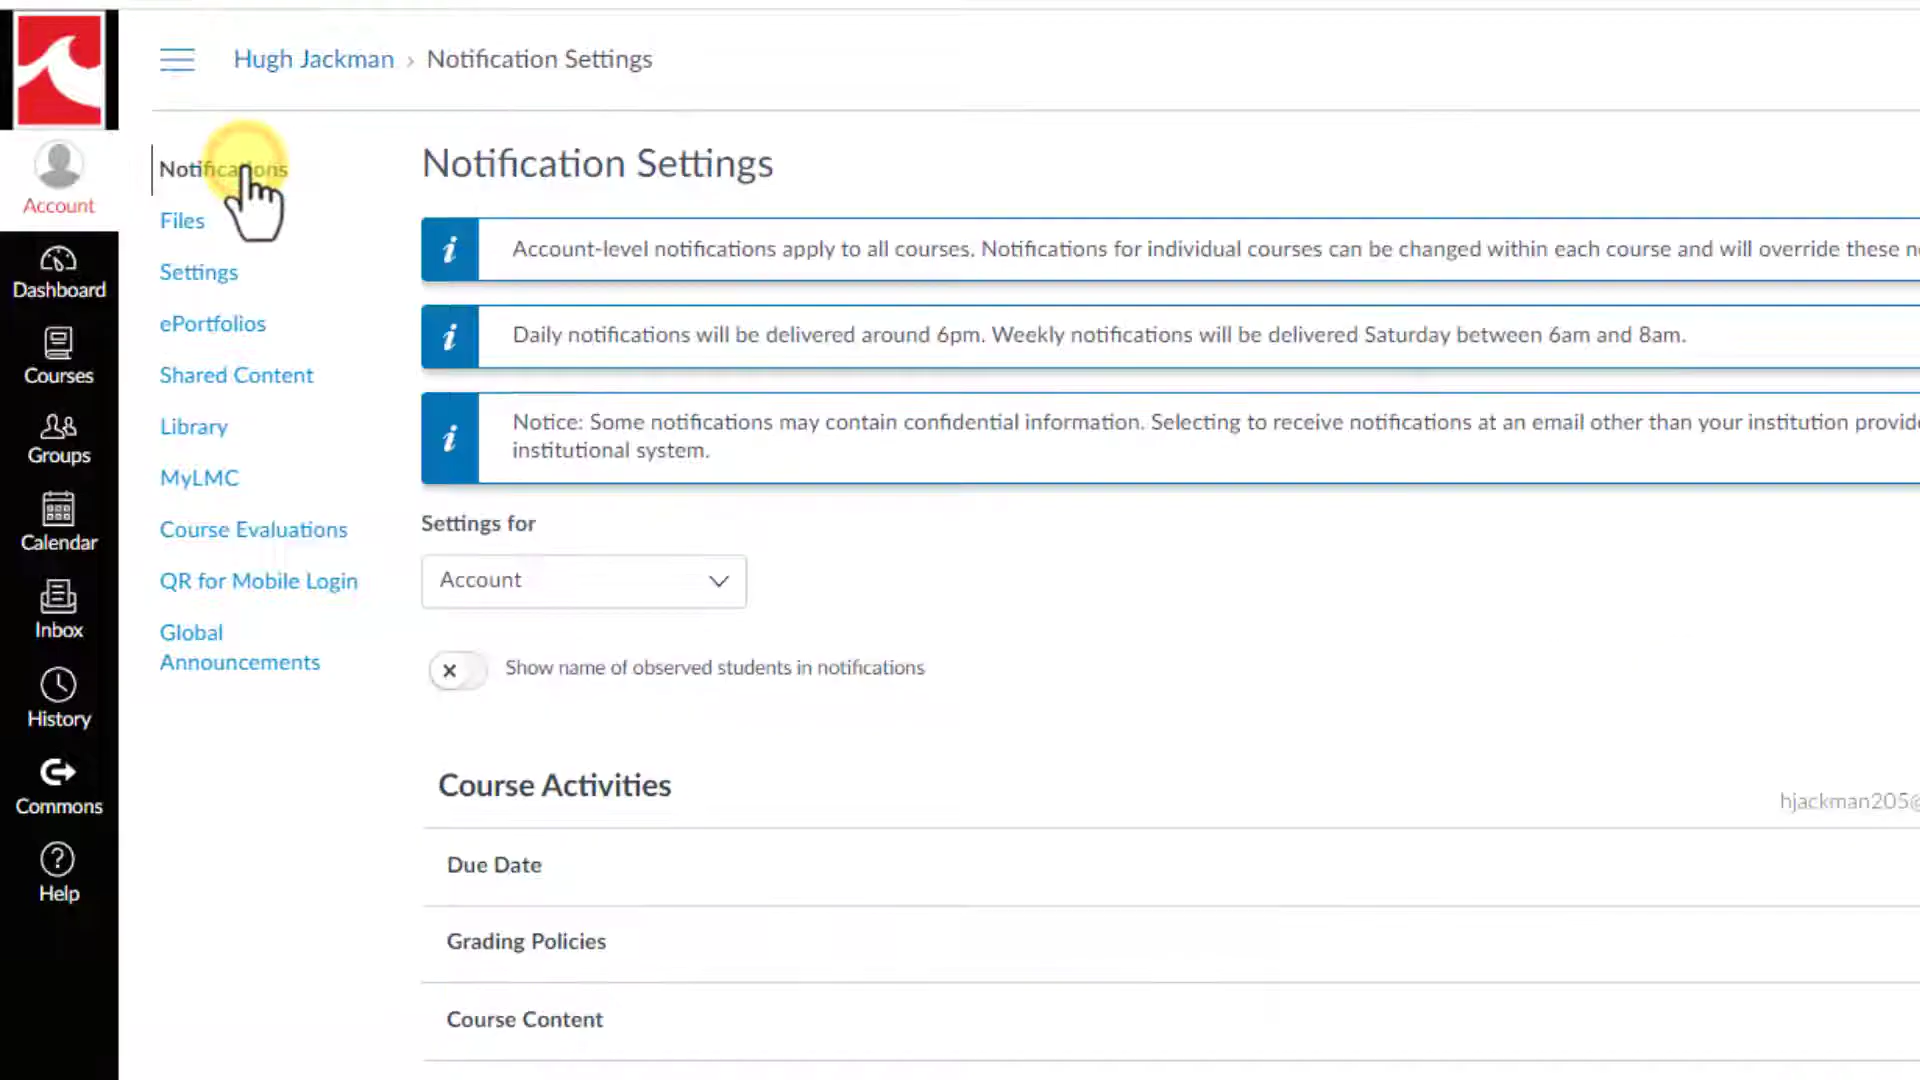 Hugh Jackman › Notification Settings
Account
Dashboard
Courses
Groups
Calendar
Inbox
History
Commons
Help
Notifications
Files
Settings
ePortfolios
Shared Content
Library
MyLMC
Course Evaluations
QR for Mobile Login
Global
Announcements
Notification Settings
Account-level notifications apply to all courses. Notifications for individual courses can be changed within each course and will override these
Daily notifications will be delivered around 6pm. Weekly notifications will be delivered Saturday between 6am and 8am.
Notice: Some notifications may contain confidential information. Selecting to receive notifications at an email other than your institution
institutional system.
Settings for
Account
Show name of observed students in notifications
Course Activities
hjackman205@
Due Date
Grading Policies
Course Content